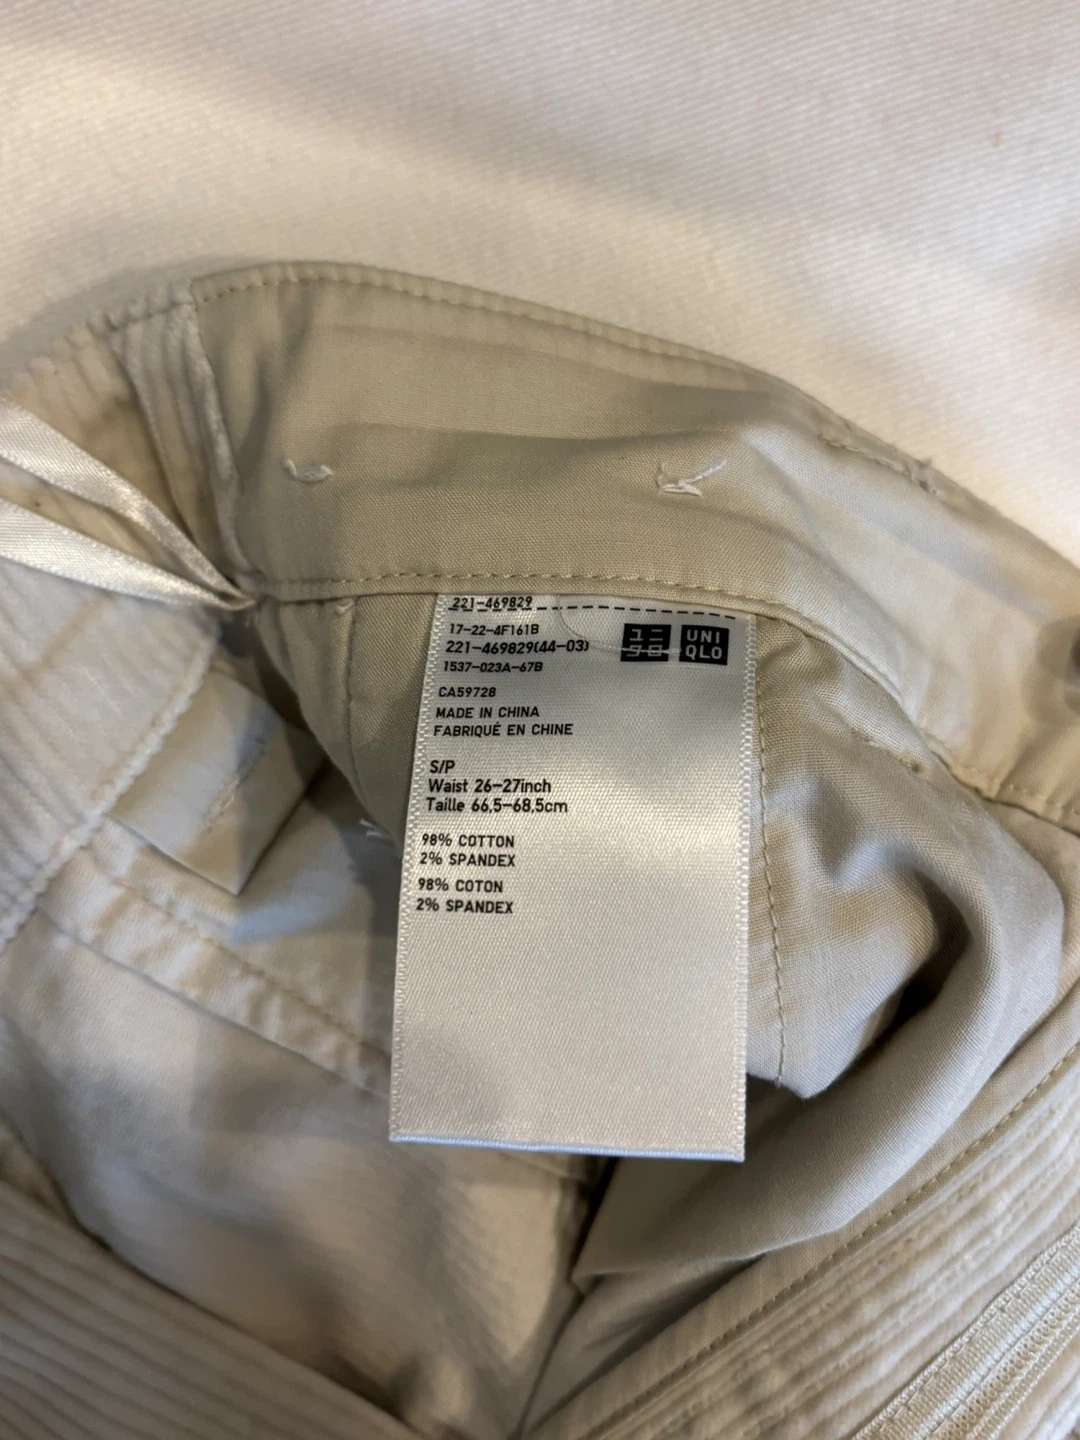 221-469829
17-22-4F161B
221-469829(44-03)
1537-023A-67B
ユニ
クロ
UNI
QLO
CA59728
MADE IN CHINA
FABRIQUÉ EN CHINE
S/P
Waist 26-27inch
Taille 66,5-68,5cm
98% COTTON
2% SPANDEX
98% COTON
2% SPANDEX